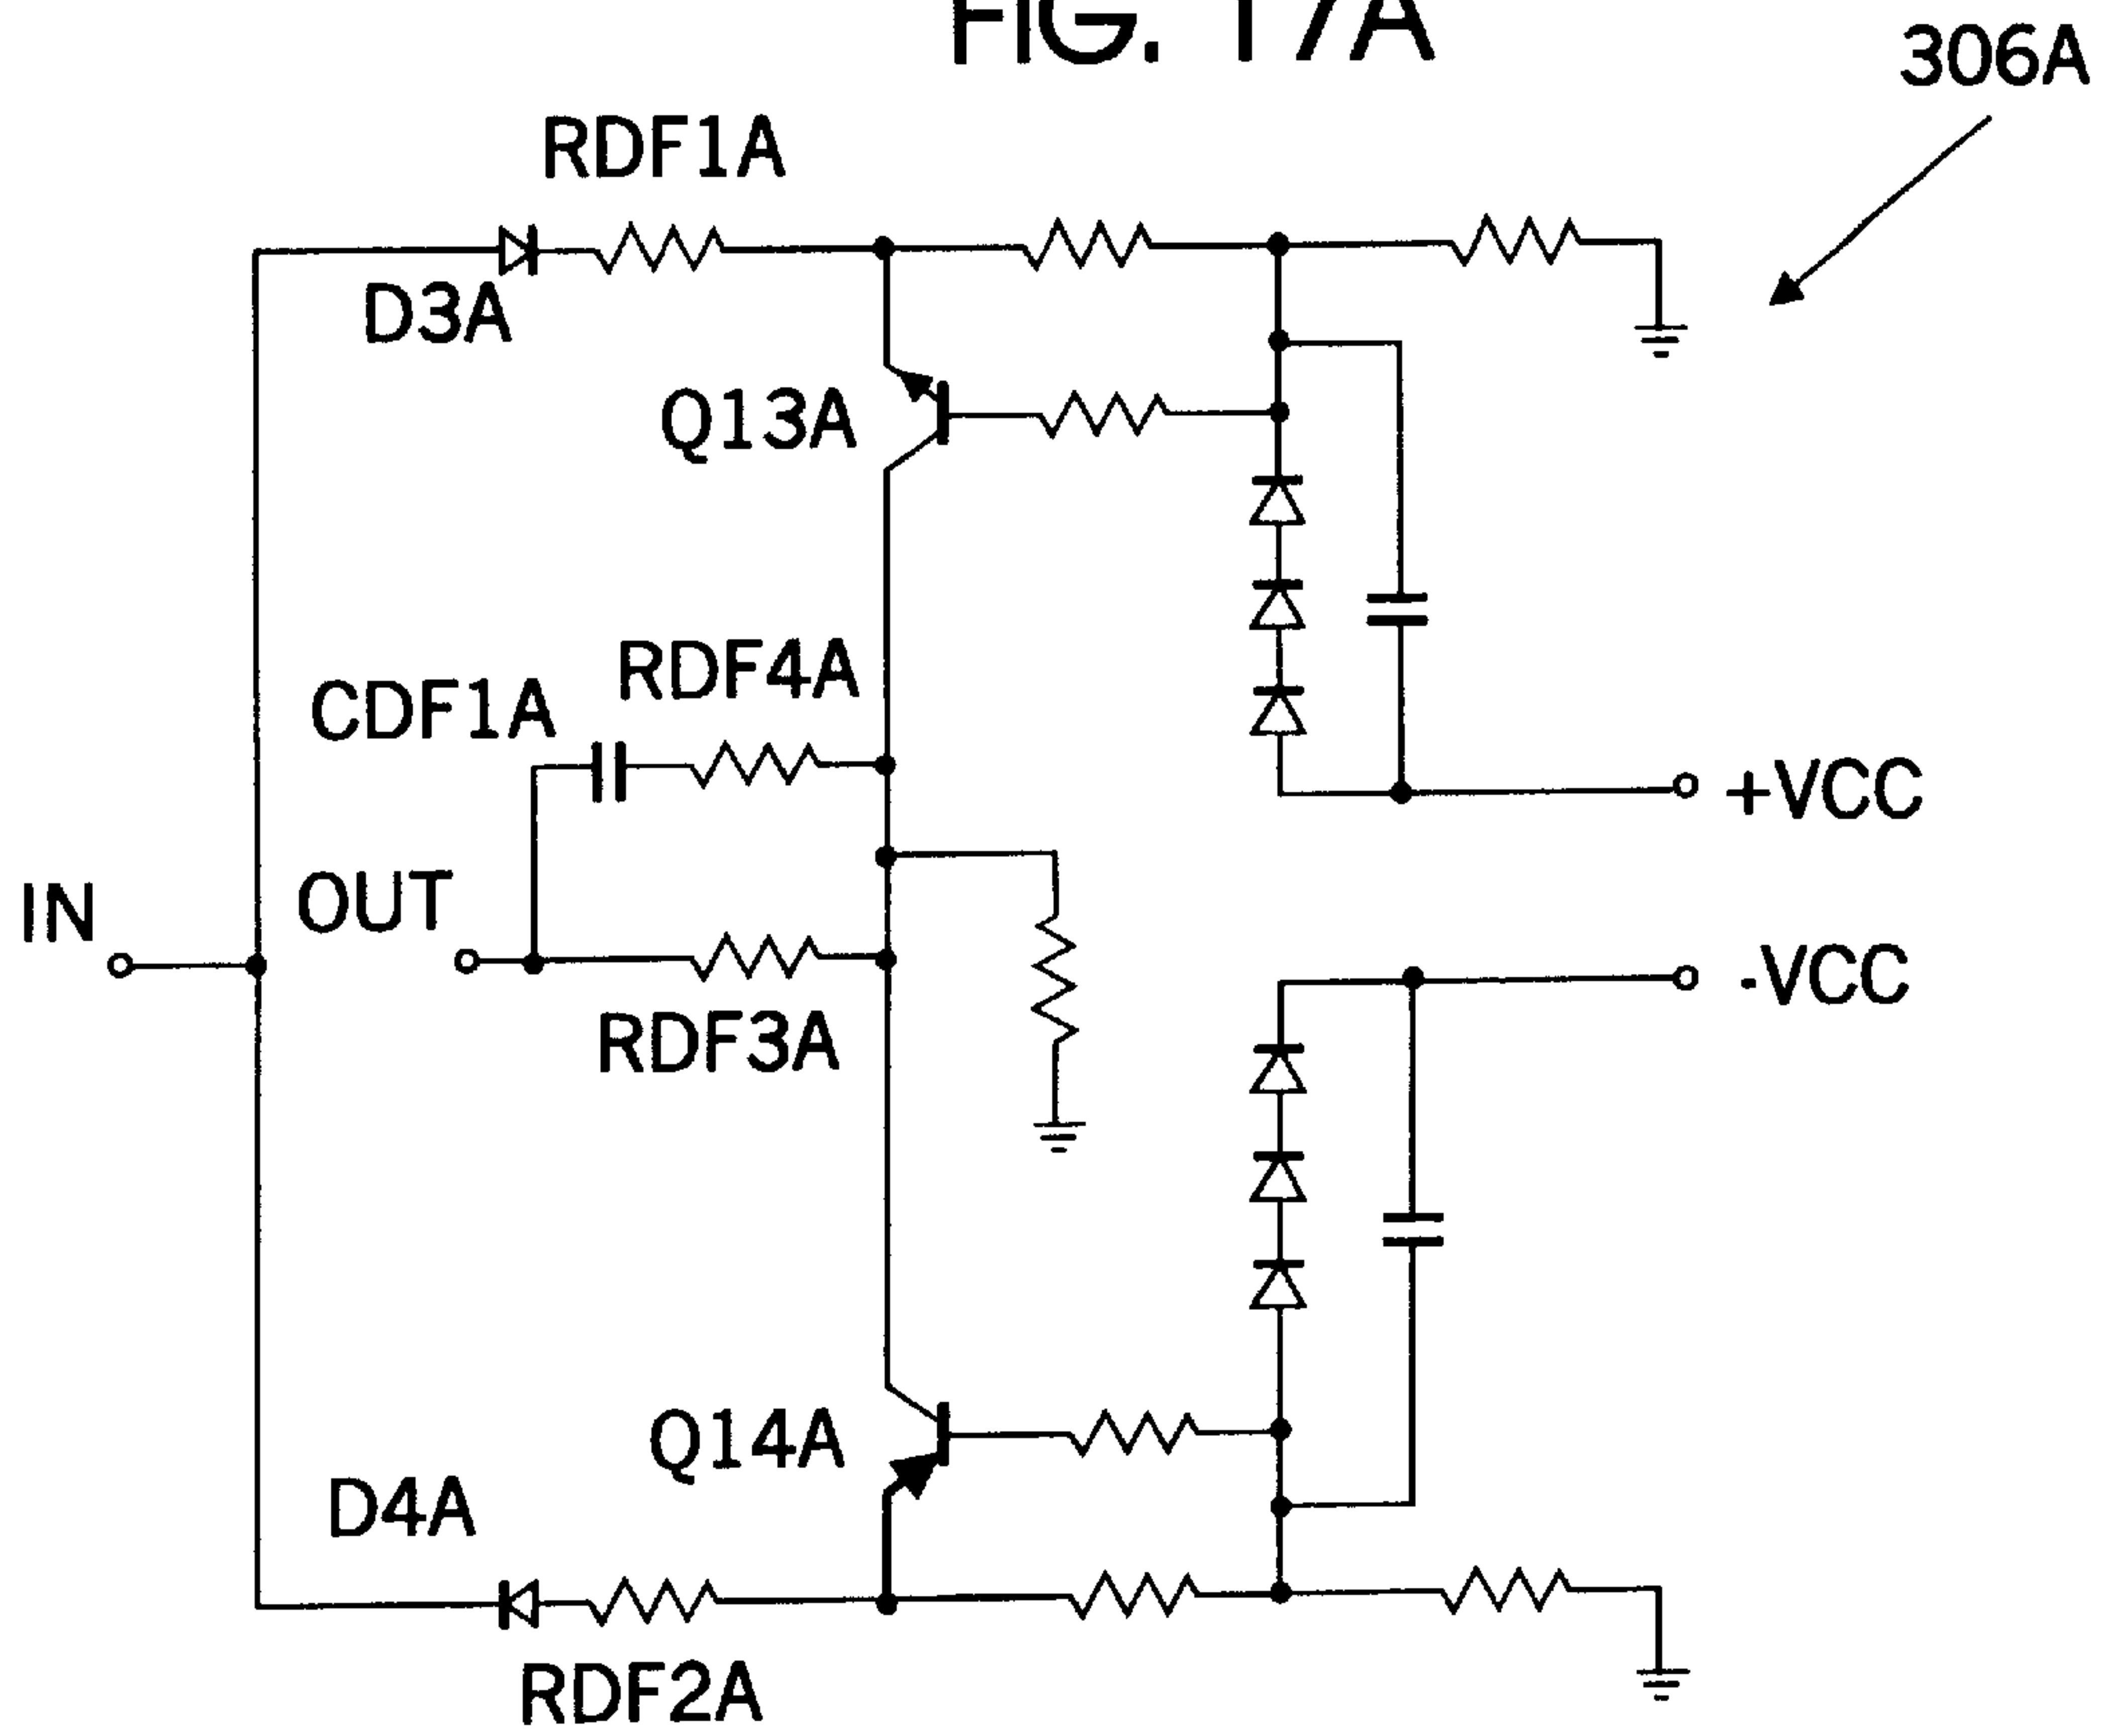 FIG. 17A
306A
RDF1A
D3A
Q13A
RDF4A
CDF1A
+VCC
OUT
IN
-VCC
RDF3A
Q14A
D4A
RDF2A